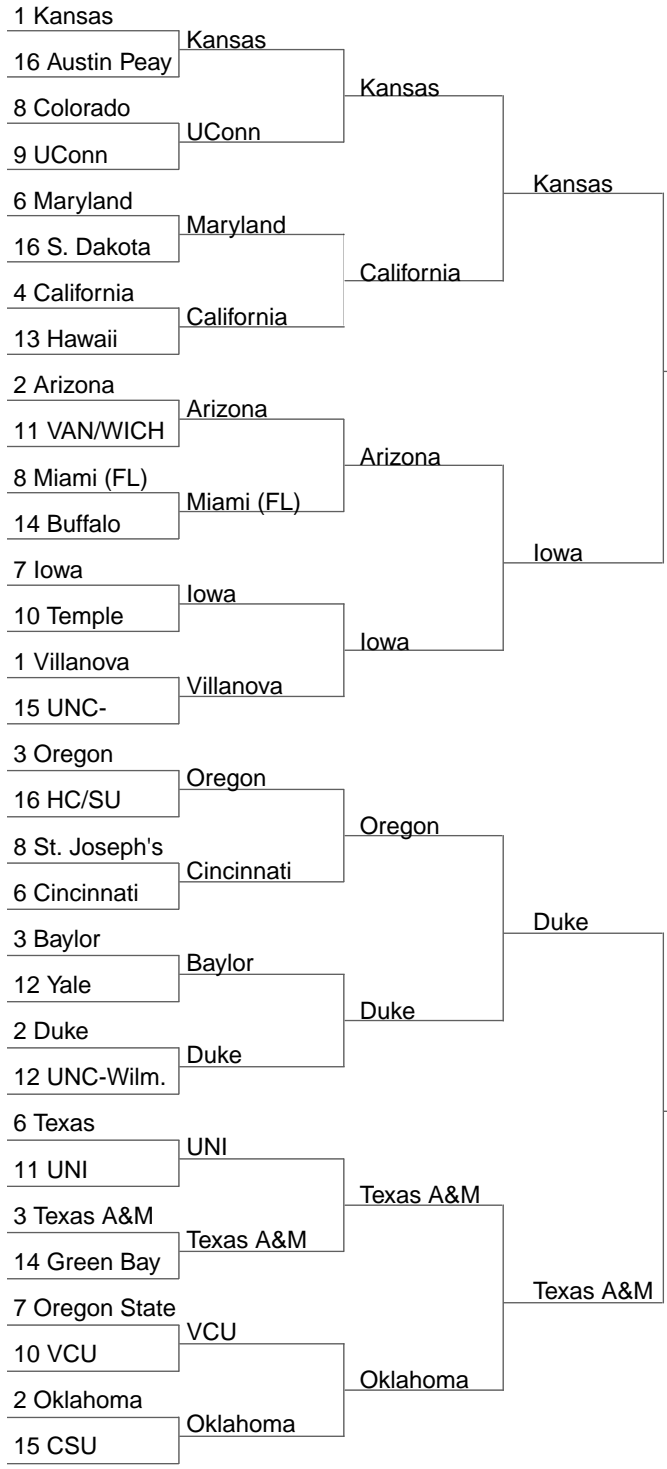 1 Kansas
Kansas
16 Austin Peay
Kansas
8 Colorado
UConn
9 UConn
Kansas
6 Maryland
Maryland
16 S. Dakota
California
4 California
California
13 Hawaii
2 Arizona
Arizona
11 VAN/WICH
Arizona
8 Miami (FL)
Miami (FL)
14 Buffalo
Iowa
7 Iowa
Iowa
10 Temple
Iowa
1 Villanova
Villanova
15 UNC-
3 Oregon
Oregon
16 HC/SU
Oregon
8 St. Joseph's
Cincinnati
6 Cincinnati
Duke
3 Baylor
Baylor
12 Yale
Duke
2 Duke
Duke
12 UNC-Wilm.
6 Texas
UNI
11 UNI
Texas A&M
3 Texas A&M
Texas A&M
14 Green Bay
Texas A&M
7 Oregon State
VCU
10 VCU
Oklahoma
2 Oklahoma
Oklahoma
15 CSU